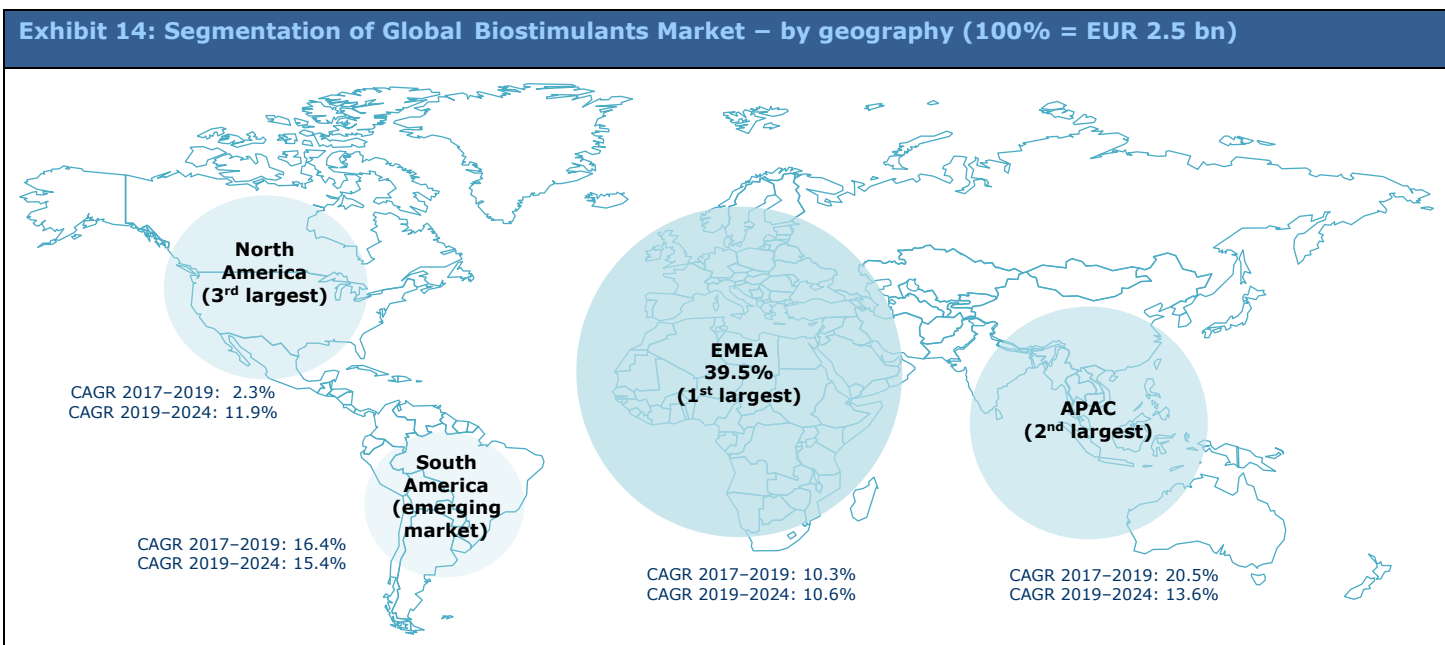 Exhibit 14: Segmentation of Global Biostimulants Market – by geography (100% = EUR 2.5 bn)
North
America
(3rd largest)
CAGR 2017–2019: 2.3%
CAGR 2019–2024: 11.9%
South
America
(emerging
market)
CAGR 2017–2019: 16.4%
CAGR 2019–2024: 15.4%
EMEA
39.5%
(1st largest)
CAGR 2017–2019: 10.3%
CAGR 2019–2024: 10.6%
APAC
(2nd largest)
CAGR 2017–2019: 20.5%
CAGR 2019–2024: 13.6%